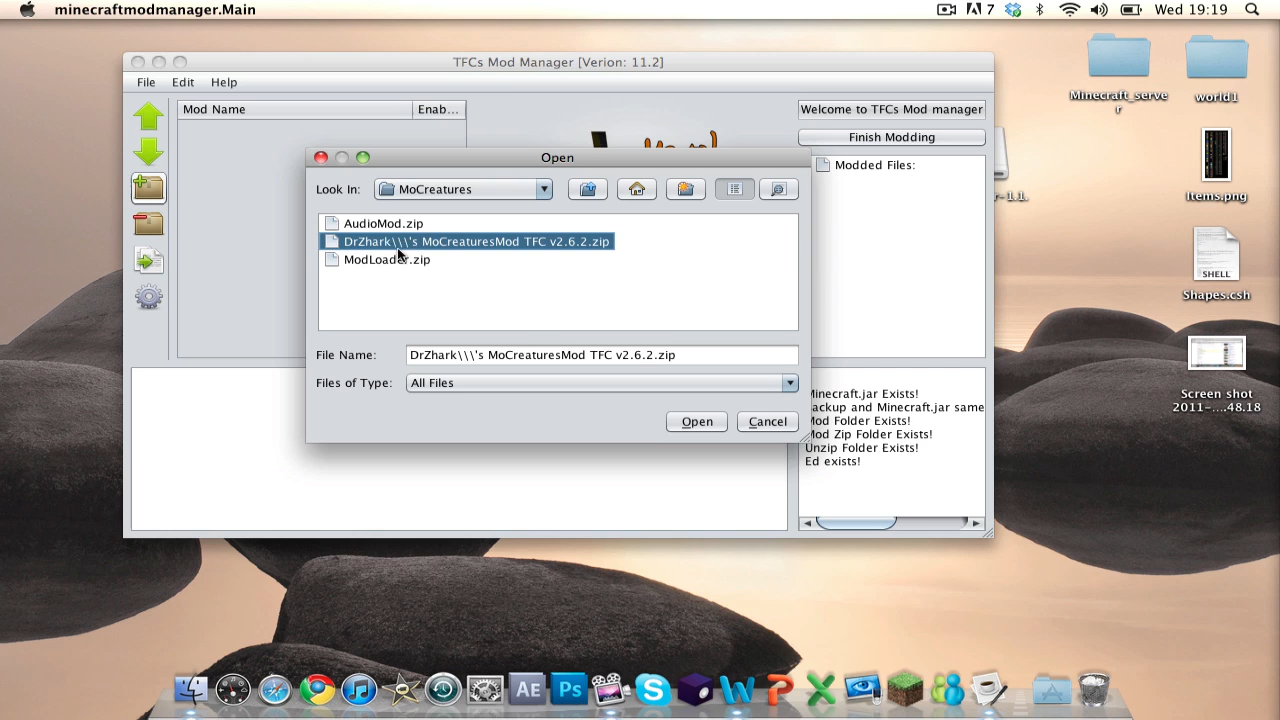 minecraftmodmanager.Main
7
Wed 19:19
TFCs Mod Manager [Verion: 11.2]
File Edit Help
Mod Name Enab...
Welcome to TFCs Mod manager
Finish Modding
Modded Files:
Open
Look In: MoCreatures
AudioMod.zip
DrZhark\\\'s MoCreaturesMod TFC v2.6.2.zip
ModLoader.zip
File Name: DrZhark\\\'s MoCreaturesMod TFC v2.6.2.zip
Files of Type: All Files
Open Cancel
Minecraft.jar Exists!
Backup and Minecraft.jar same
Mod Folder Exists!
Mod Zip Folder Exists!
Unzip Folder Exists!
Ed exists!
Minecraft_serve
r
world1
r-1.1.
Items.png
SHELL
Shapes.csh
Screen shot
2011-....48.18
AE
Ps